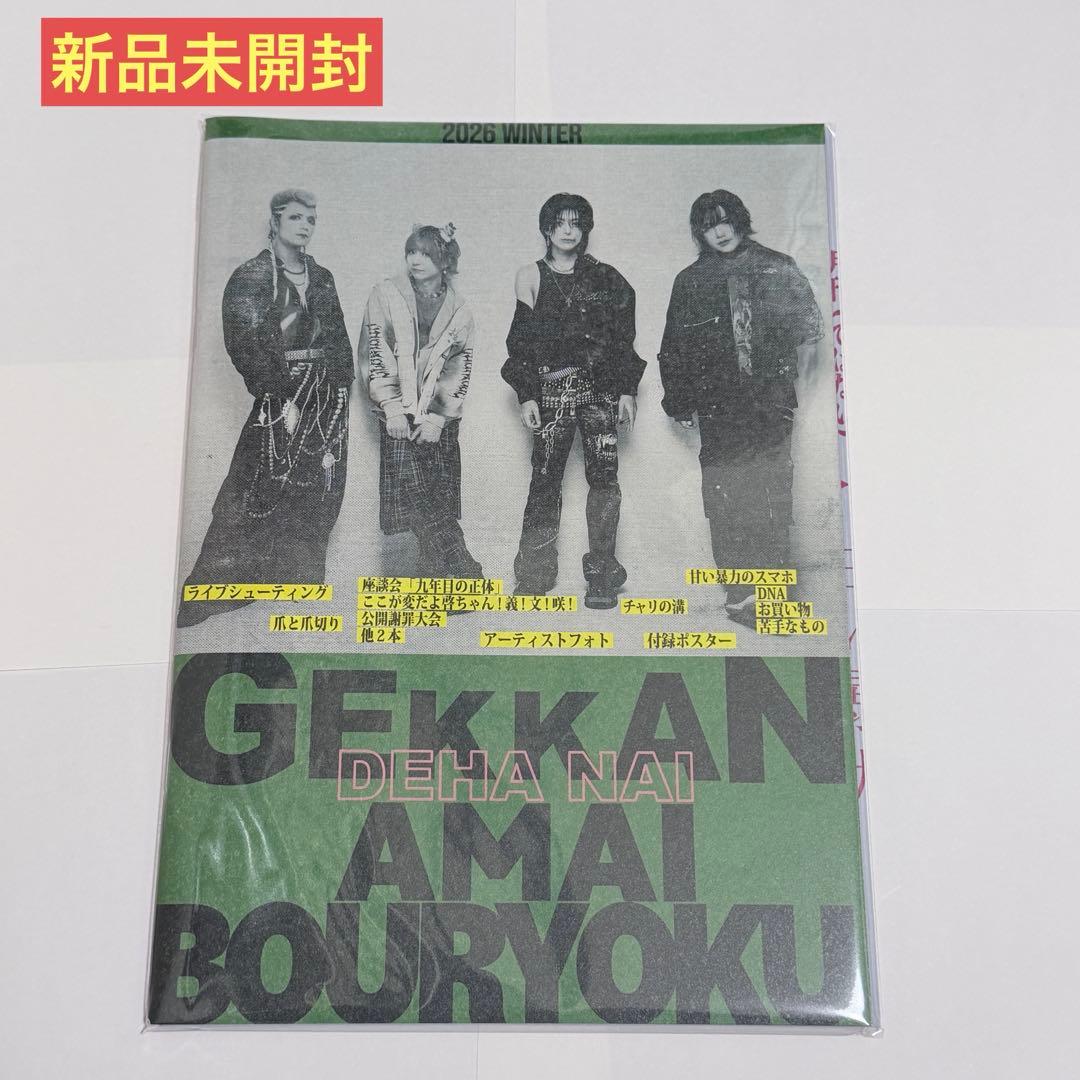 新品未開封
2026 WINTER
ライブシューティング
爪と爪切り
座談会「九年目の正体」
ここが変だよ啓ちゃん！義！文！咲！
公開謝罪大会
他２本
アーティストフォト
チャリの溝
付録ポスター
甘い暴力のスマホ
DNA
お買い物
苦手なもの
GEKKAN
DEHA NAI
AMAI
BOURYOKU